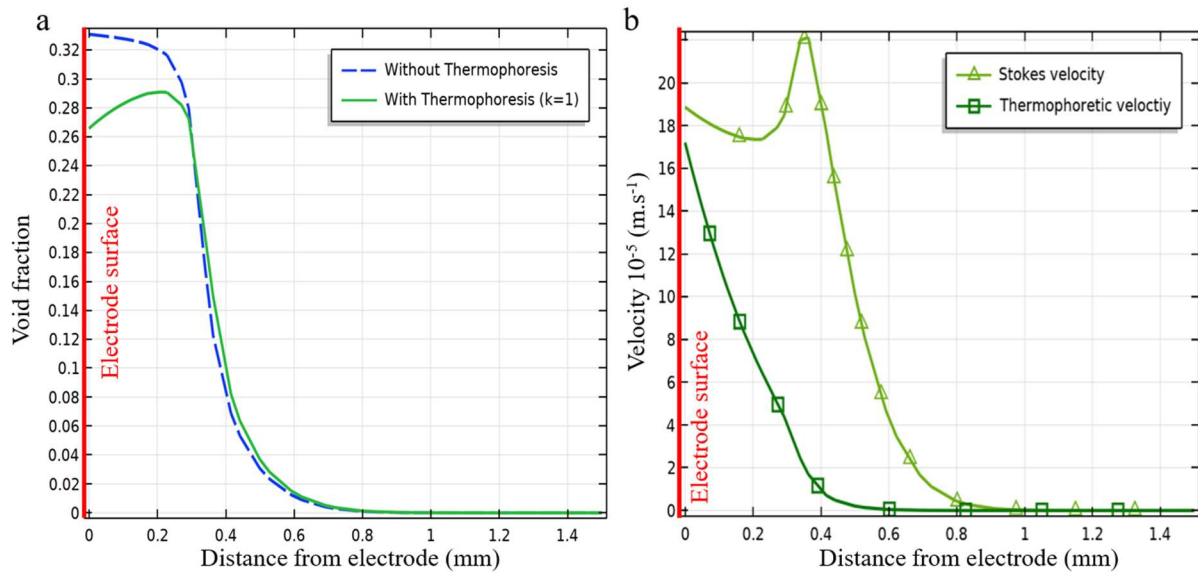 a
Void fraction
0.32
0.3
0.28
0.26
0.24
0.22
0.2
0.18
0.16
0.14
0.12
0.1
0.08
0.06
0.04
0.02
0
Electrode surface
Without Thermophoresis
With Thermophoresis (k=1)
0 0.2 0.4 0.6 0.8 1 1.2 1.4
Distance from electrode (mm)
b
Velocity 10⁻⁵ (m.s⁻¹)
20
18
16
14
12
10
8
6
4
2
0
Electrode surface
Stokes velocity
Thermophoretic veloctiy
0 0.2 0.4 0.6 0.8 1 1.2 1.4
Distance from electrode (mm)